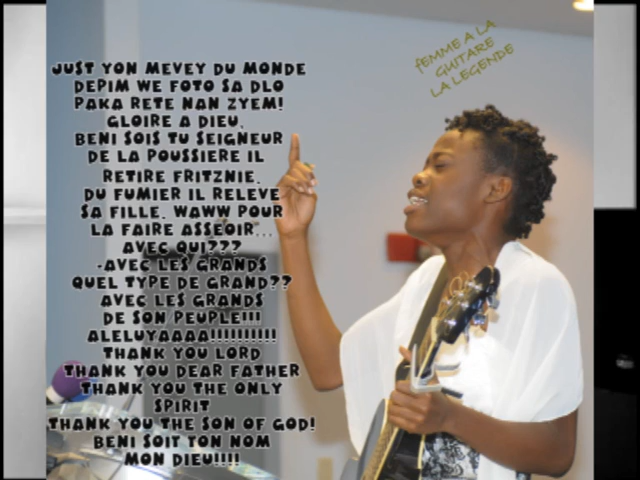 fEMME A LA
GUITARE
LA LEGENDE
JUST YON MEVEY DU MONDE
DEPIM WE FOTO SA DLO
PAKA RETE NAN ZYEM!
GLOIRE A DIEU,
BENI SOIS TU SEIGNEUR
DE LA POUSSIERE IL
RETIRE FRITZNIE,
DU FUMIER IL RELEVE
SA FILLE, WAWW POUR
LA FAIRE ASSEOIR...
AVEC QUI???
-AVEC LES GRANDS
QUEL TYPE DE GRAND??
AVEC LES GRANDS
DE SON PEUPLE!!!
ALELUYAAAA!!!!!!!!!!
THANK YOU LORD
THANK YOU DEAR FATHER
THANK YOU THE ONLY
SPIRIT
THANK YOU THE SON OF GOD!
BENI SOIT TON NOM
MON DIEU!!!!